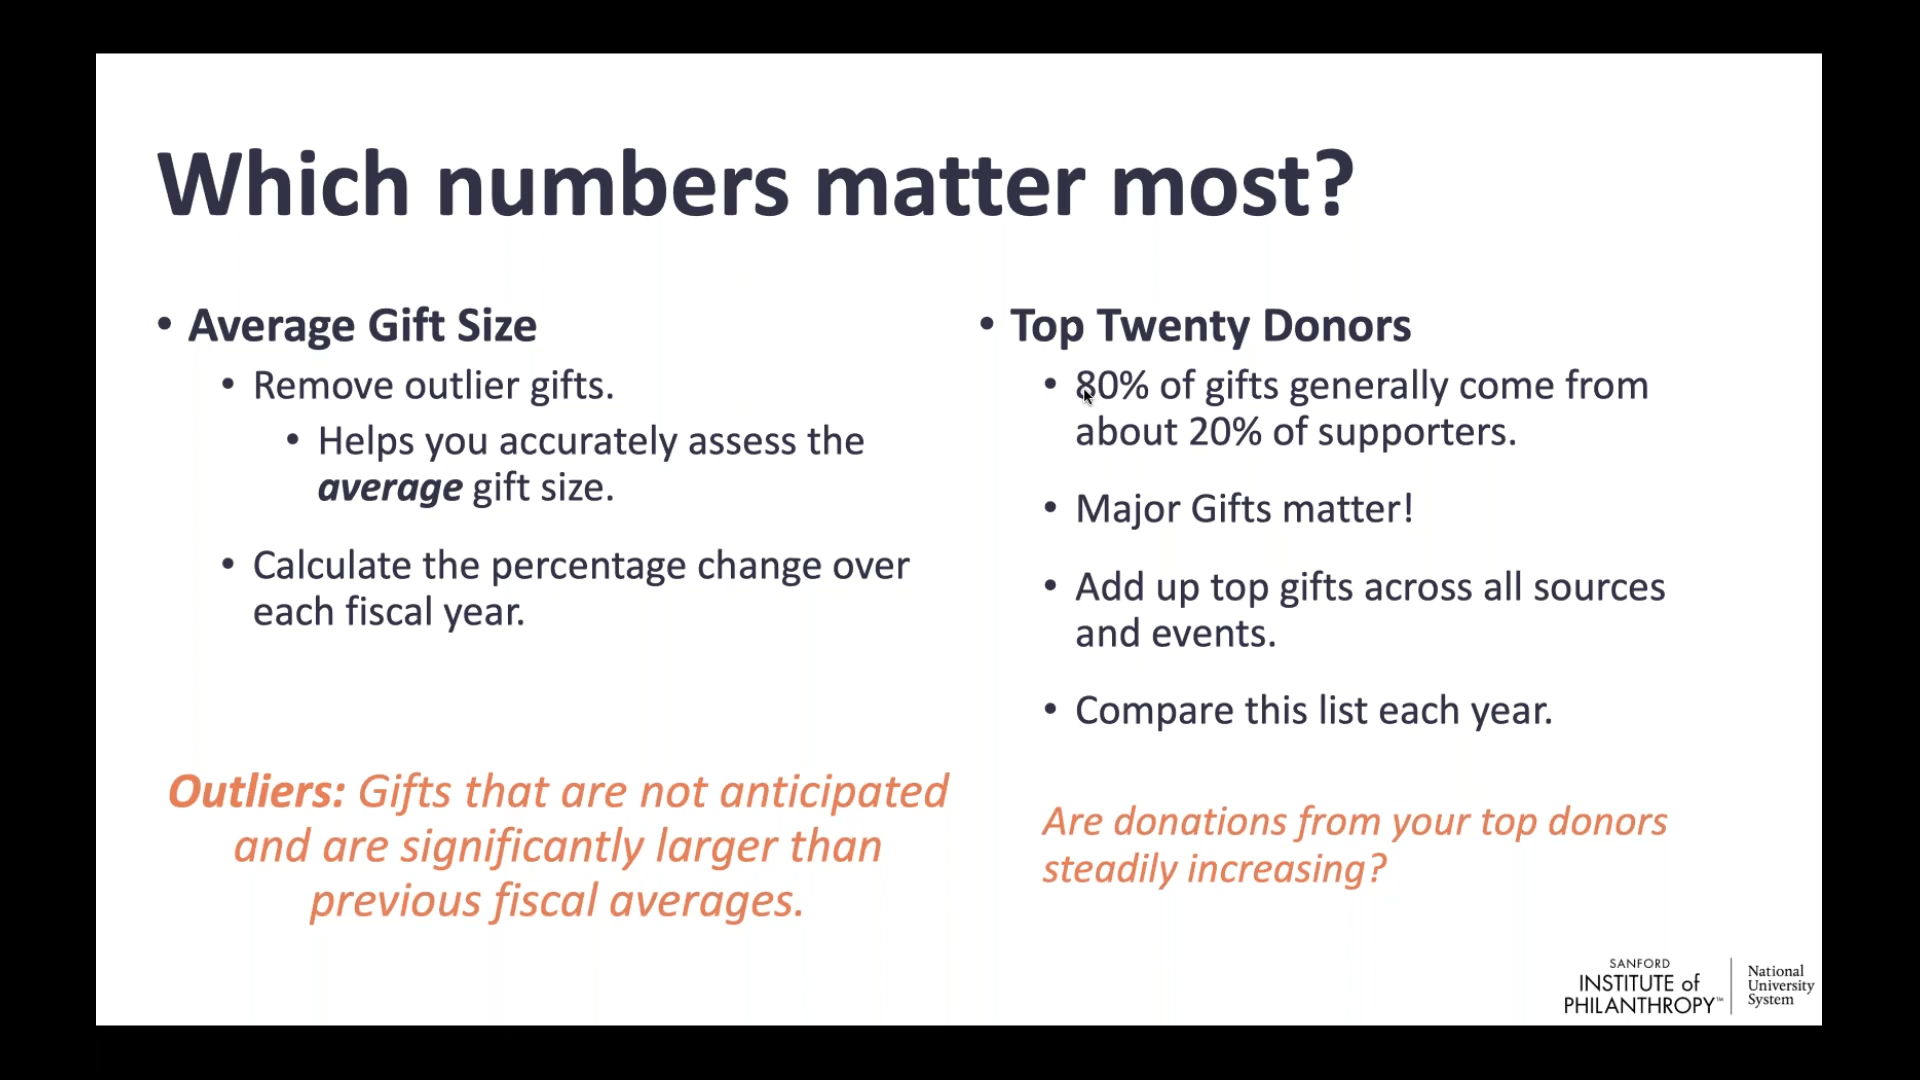 Which numbers matter most?
• Average Gift Size
• Remove outlier gifts.
• Helps you accurately assess the
average gift size.
• Calculate the percentage change over
each fiscal year.
Outliers: Gifts that are not anticipated
and are significantly larger than
previous fiscal averages.
• Top Twenty Donors
• 80% of gifts generally come from
about 20% of supporters.
• Major Gifts matter!
• Add up top gifts across all sources
and events.
• Compare this list each year.
Are donations from your top donors
steadily increasing?
SANFORD
INSTITUTE of
PHILANTHROPY™
National
University
System